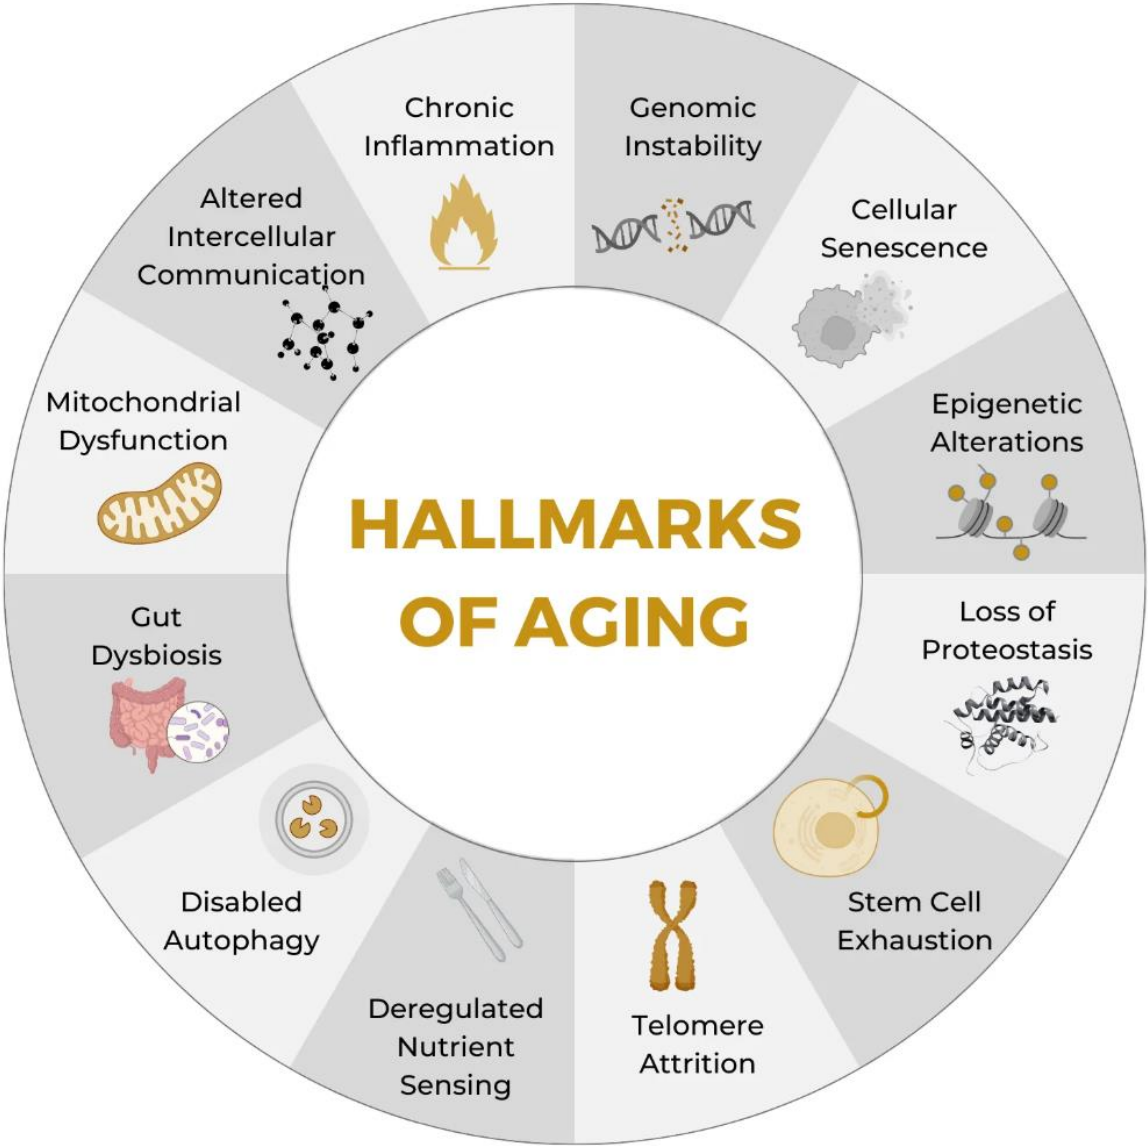 HALLMARKS
OF AGING
Genomic
Instability
Cellular
Senescence
Epigenetic
Alterations
Loss of
Proteostasis
Stem Cell
Exhaustion
Telomere
Attrition
Deregulated
Nutrient
Sensing
Disabled
Autophagy
Gut
Dysbiosis
Mitochondrial
Dysfunction
Altered
Intercellular
Communication
Chronic
Inflammation